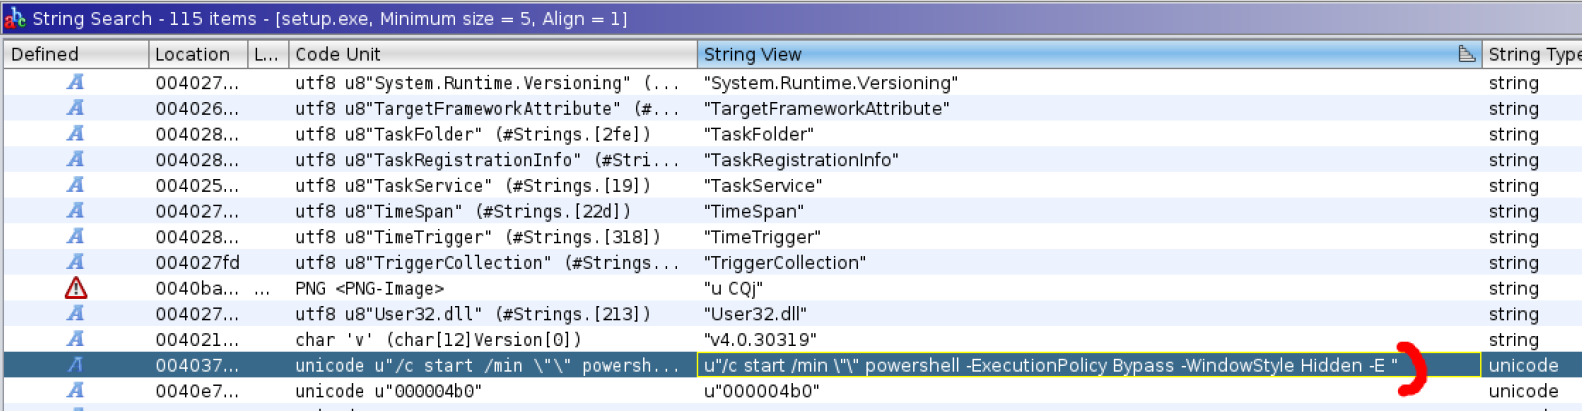 String Search - 115 items - [setup.exe, Minimum size = 5, Align = 1]
Defined Location L... Code Unit String View String Type
A 004027... utf8 u8"System.Runtime.Versioning" (... "System.Runtime.Versioning" string
A 004026... utf8 u8"TargetFrameworkAttribute" (#... "TargetFrameworkAttribute" string
A 004028... utf8 u8"TaskFolder" (#Strings.[2fe]) "TaskFolder" string
A 004028... utf8 u8"TaskRegistrationInfo" (#Stri... "TaskRegistrationInfo" string
A 004025... utf8 u8"TaskService" (#Strings.[19]) "TaskService" string
A 004027... utf8 u8"TimeSpan" (#Strings.[22d]) "TimeSpan" string
A 004028... utf8 u8"TimeTrigger" (#Strings.[318]) "TimeTrigger" string
A 004027fd utf8 u8"TriggerCollection" (#Strings... "TriggerCollection" string
0040ba... ... PNG <PNG-Image> "u CQj" string
A 004027... utf8 u8"User32.dll" (#Strings.[213]) "User32.dll" string
A 004021... char 'v' (char[12]Version[0]) "v4.0.30319" string
A 004037... unicode u"/c start /min \"\" powersh... u"/c start /min \"\" powershell -ExecutionPolicy Bypass -WindowStyle Hidden -E " unicode
A 0040e7... unicode u"000004b0" u"000004b0" unicode